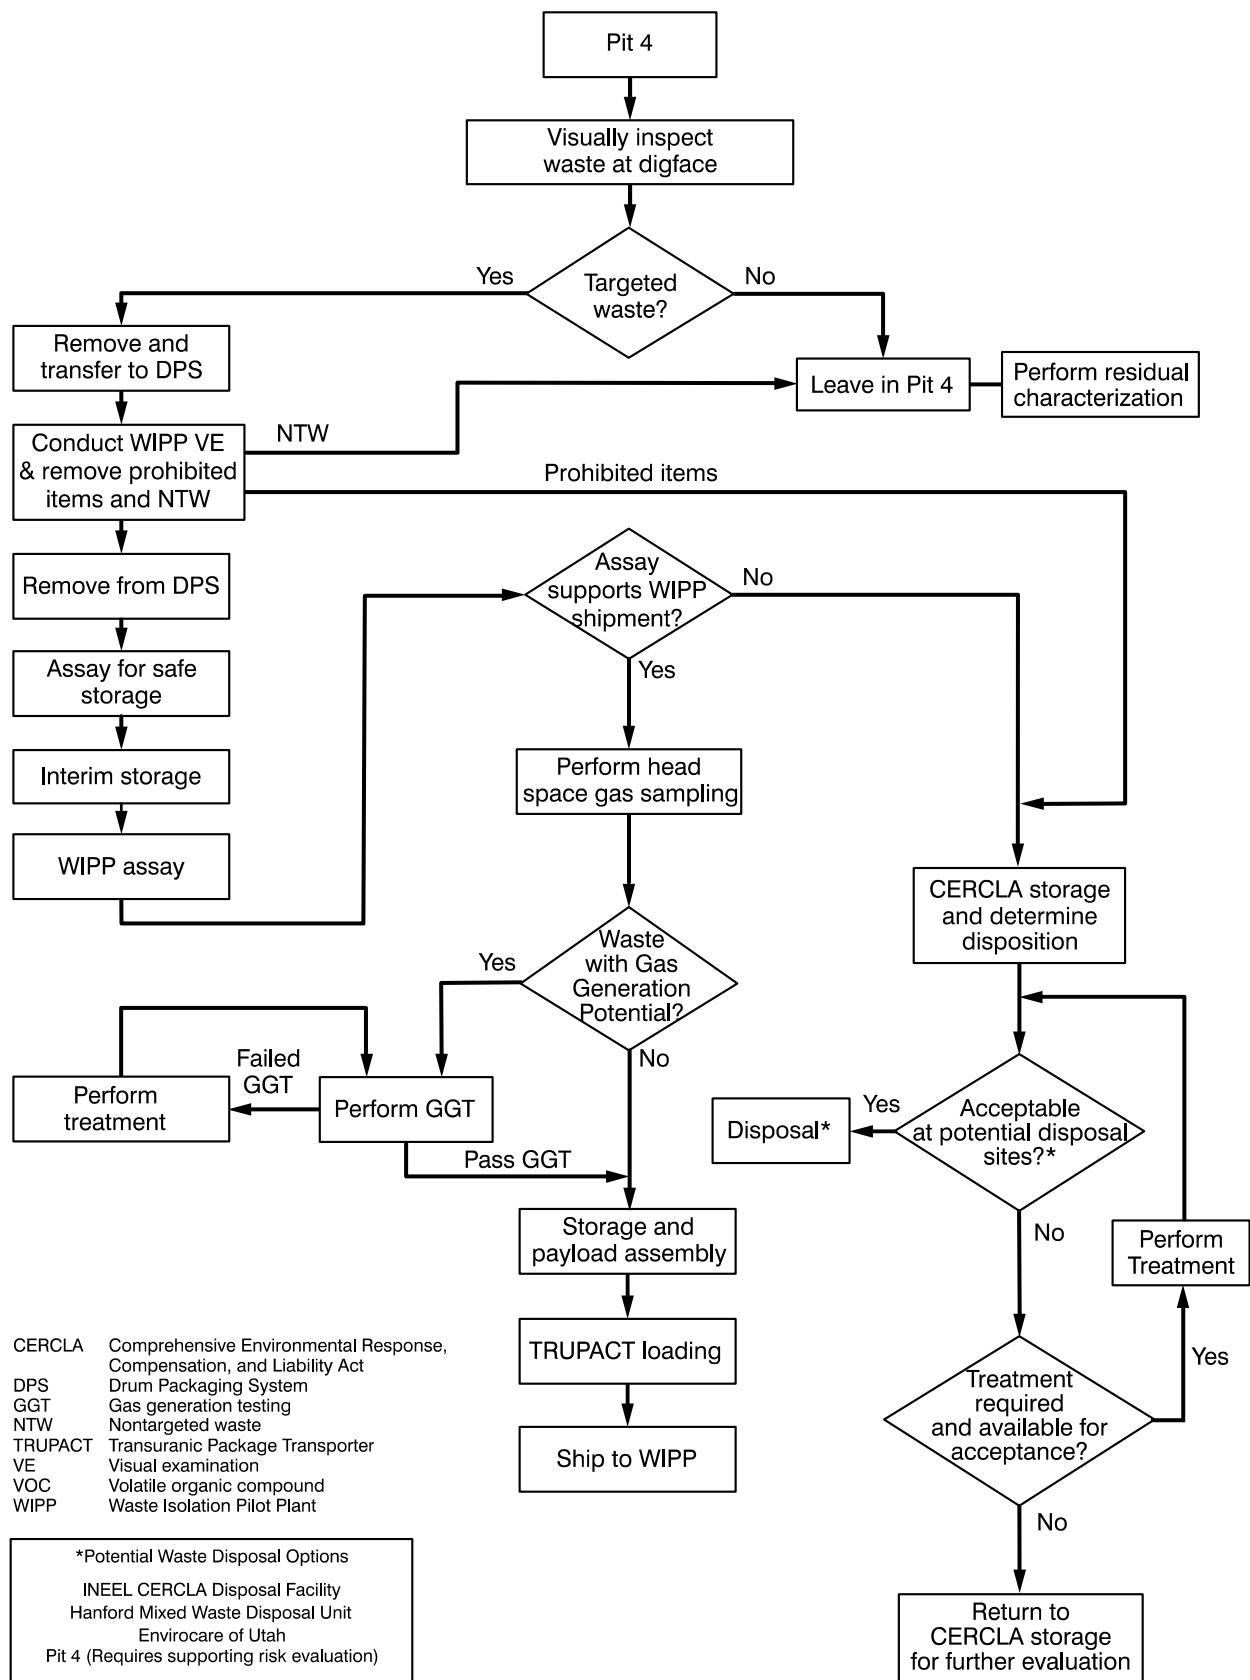 Pit 4
Visually inspect
waste at digface
Yes
Targeted
waste?
No
Remove and
transfer to DPS
Leave in Pit 4
Perform residual
characterization
Conduct WIPP VE
& remove prohibited
items and NTW
NTW
Prohibited items
Remove from DPS
Assay
supports WIPP
shipment?
No
Yes
Assay for safe
storage
Interim storage
Perform head
space gas sampling
WIPP assay
CERCLA storage
and determine
disposition
Waste
with Gas
Generation
Potential?
Yes
No
Failed
GGT
Perform
treatment
Perform GGT
Pass GGT
Disposal*
Yes
Acceptable
at potential disposal
sites?*
No
Storage and
payload assembly
Perform
Treatment
TRUPACT loading
Yes
Treatment
required
and available for
acceptance?
Ship to WIPP
No
Return to
CERCLA storage
for further evaluation
CERCLA Comprehensive Environmental Response,
Compensation, and Liability Act
DPS Drum Packaging System
GGT Gas generation testing
NTW Nontargeted waste
TRUPACT Transuranic Package Transporter
VE Visual examination
VOC Volatile organic compound
WIPP Waste Isolation Pilot Plant
*Potential Waste Disposal Options
INEEL CERCLA Disposal Facility
Hanford Mixed Waste Disposal Unit
Envirocare of Utah
Pit 4 (Requires supporting risk evaluation)